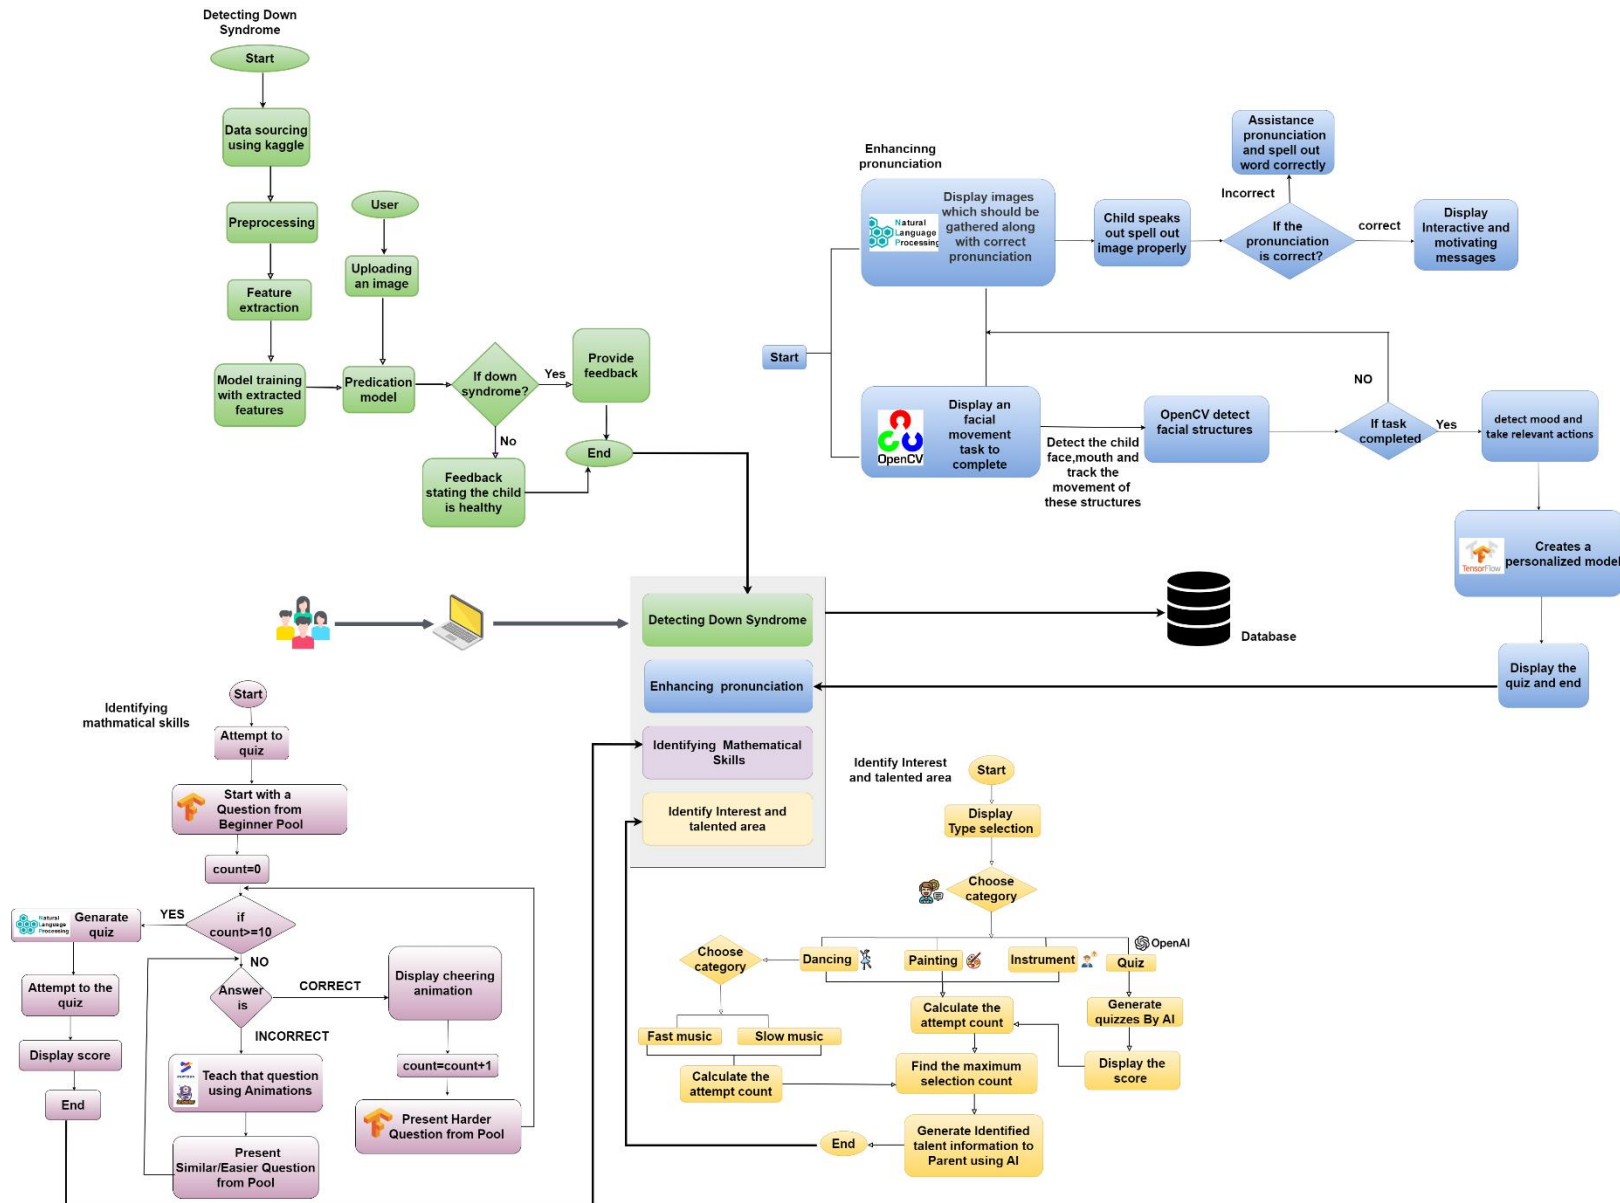 Detecting Down
Syndrome
Start
Data sourcing
using kaggle
Preprocessing
Feature
extraction
Model training
with extracted
features
User
Uploading
an image
Predication
model
If down
syndrome?
Yes
Provide
feedback
No
Feedback
stating the child
is healthy
End
Enhancinng
pronunciation
Start
Natural
Language
Processing
Display images
which should be
gathered along
with correct
pronunciation
Child speaks
out spell out
image properly
If the
pronunciation
is correct?
Incorrect
Assistance
pronunciation
and spell out
word correctly
correct
Display
Interactive and
motivating
messages
OpenCV
Display an
facial
movement
task to
complete
Detect the child
face,mouth and
track the
movement of
these structures
OpenCV detect
facial structures
If task
completed
NO
Yes
detect mood and
take relevant actions
TensorFlow
Creates a
personalized model
Display the
quiz and end
Detecting Down Syndrome
Enhancing pronunciation
Identifying Mathematical
Skills
Identify Interest and
talented area
Database
Identifying
mathmatical skills
Start
Attempt to
quiz
Start with a
Question from
Beginner Pool
count=0
if
count>=10
YES
Natural
Language
Processing
Genarate
quiz
Attempt to the
quiz
Display score
End
NO
Answer
is
CORRECT
Display cheering
animation
count=count+1
Present Harder
Question from Pool
INCORRECT
Teach that question
using Animations
Present
Similar/Easier Question
from Pool
Identify Interest
and talented area
Start
Display
Type selection
Choose
category
OpenAI
Dancing
Painting
Instrument
Quiz
Choose
category
Fast music
Slow music
Calculate the
attempt count
Calculate the
attempt count
Generate
quizzes By AI
Display the
score
Find the maximum
selection count
Generate Identified
talent information to
Parent using AI
End